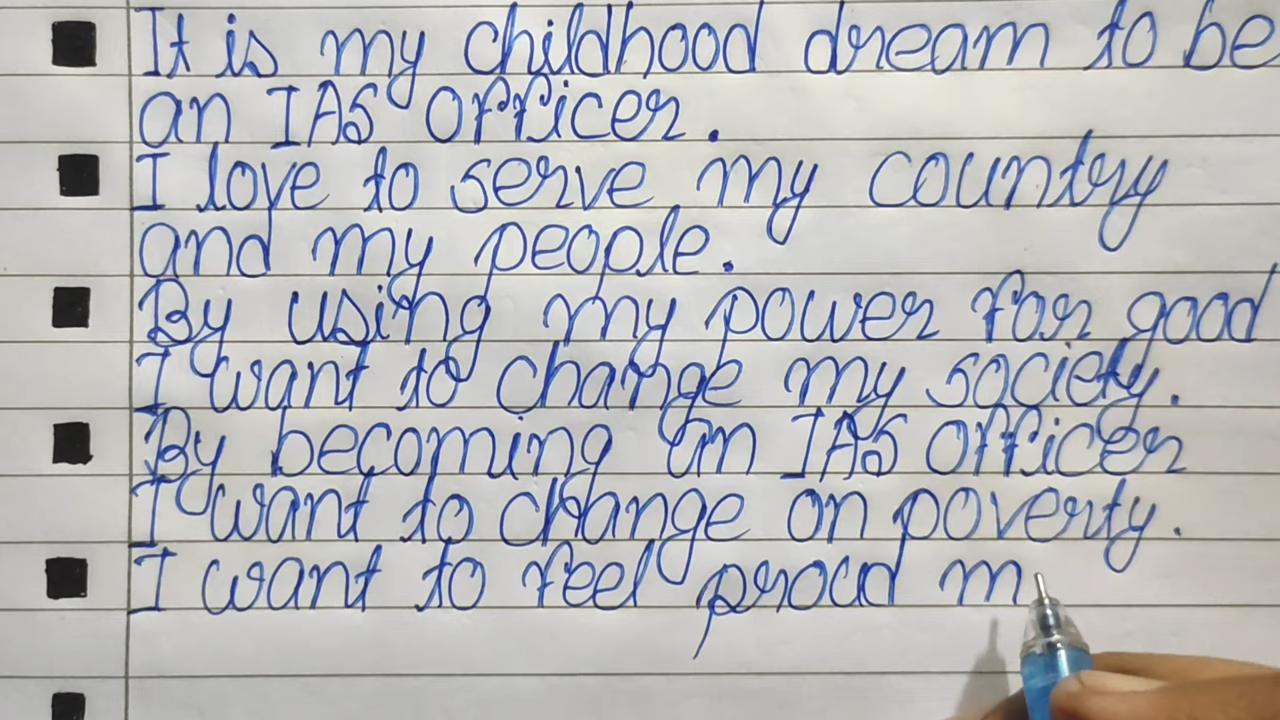 It is my childhood dream to be
an IAS officer.
I love to serve my country
and my people.
By using my power for good
I want to change my society.
By becoming an IAS officer
I want to change on poverty.
I want to feel proud m